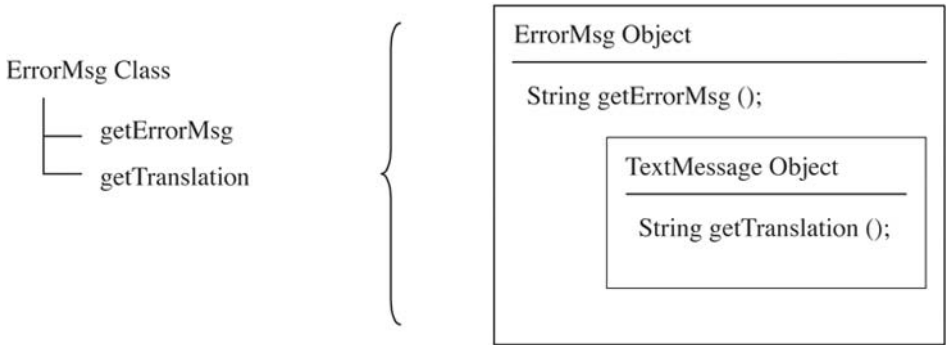 ErrorMsg Class
getErrorMsg
getTranslation
ErrorMsg Object
String getErrorMsg ();
TextMessage Object
String getTranslation ();